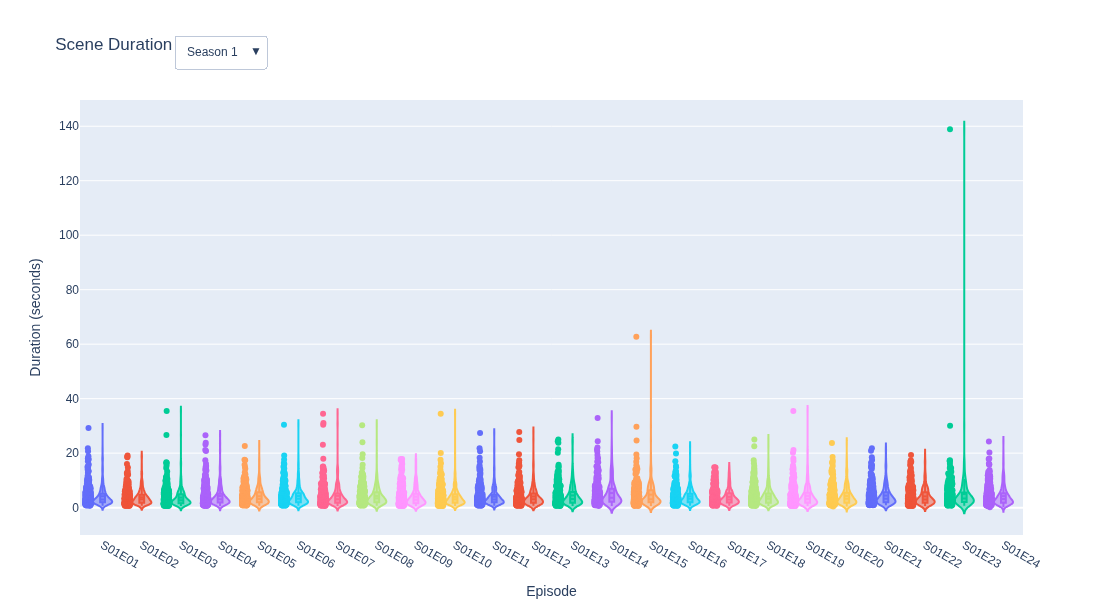 Scene Duration
Season 1 ▼
140
120
100
80
60
40
20
0
Duration (seconds)
S01E01
S01E02
S01E03
S01E04
S01E05
S01E06
S01E07
S01E08
S01E09
S01E10
S01E11
S01E12
S01E13
S01E14
S01E15
S01E16
S01E17
S01E18
S01E19
S01E20
S01E21
S01E22
S01E23
S01E24
Episode